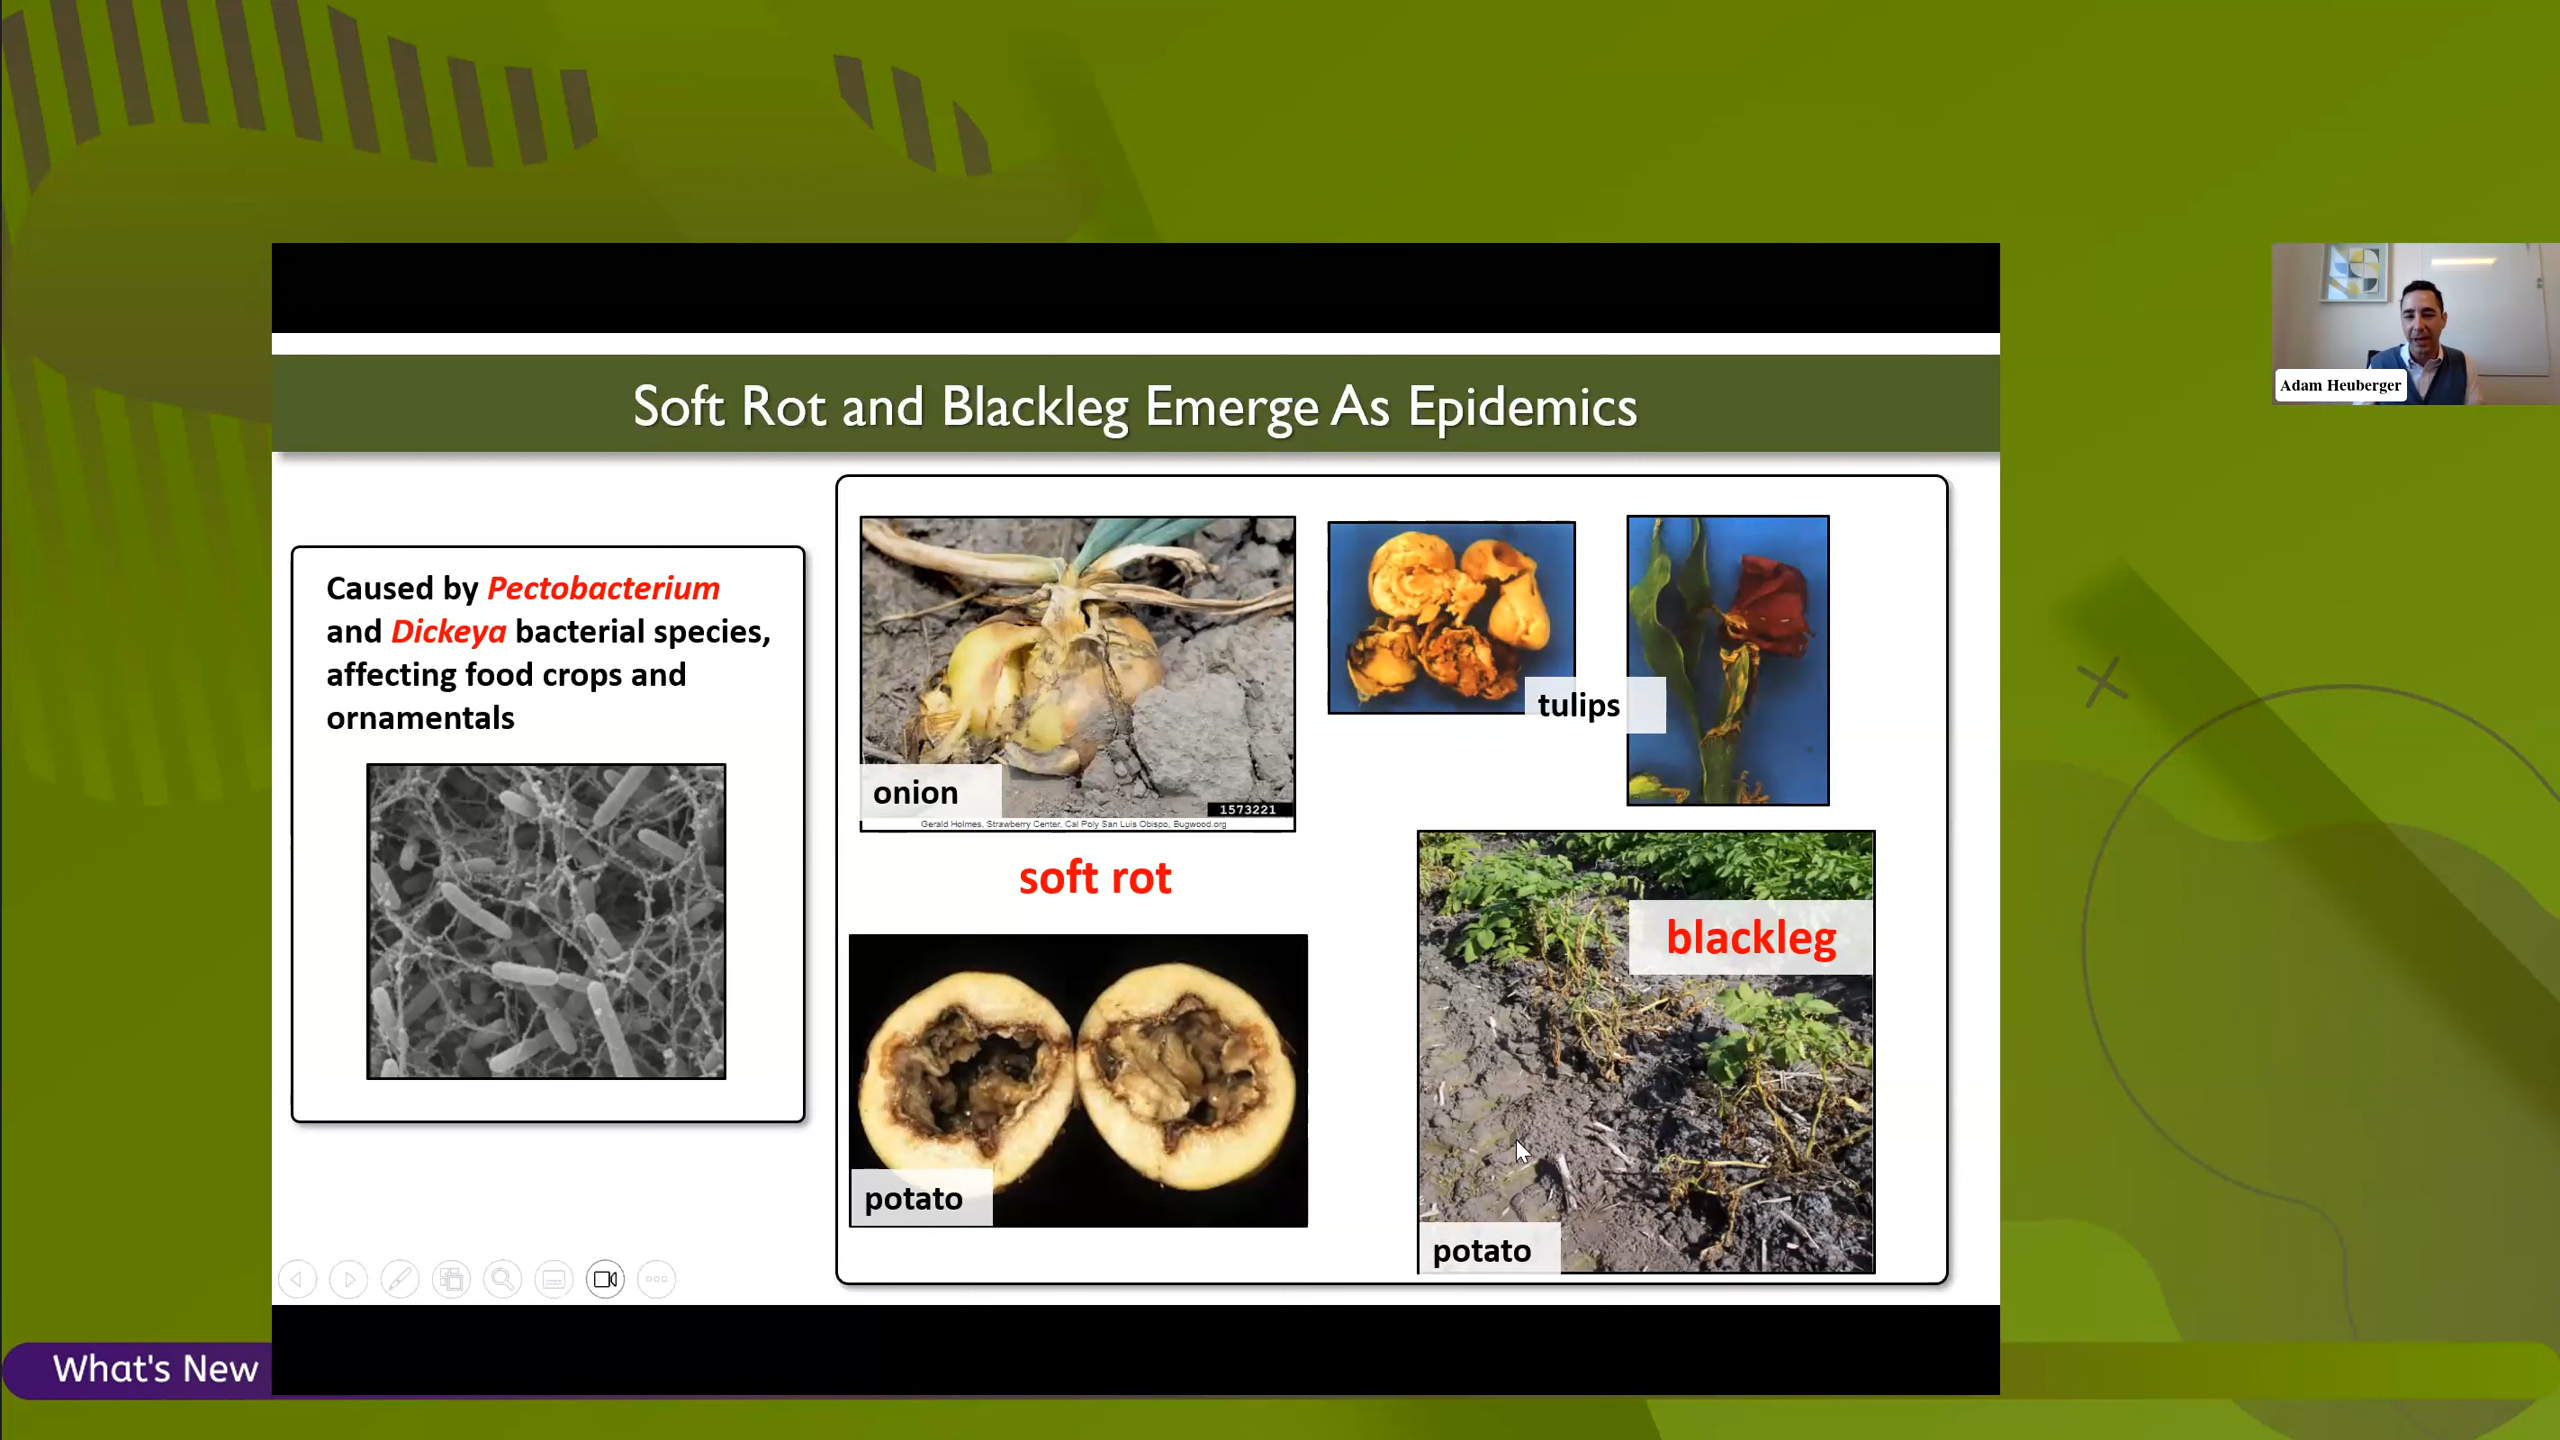 Soft Rot and Blackleg Emerge As Epidemics
Adam Heuberger
Caused by Pectobacterium
and Dickeya bacterial species,
affecting food crops and
ornamentals
onion
1573221
Gerald Holmes, Strawberry Center, Cal Poly San Luis Obispo, Bugwood.org
tulips
soft rot
blackleg
potato
potato
What's New